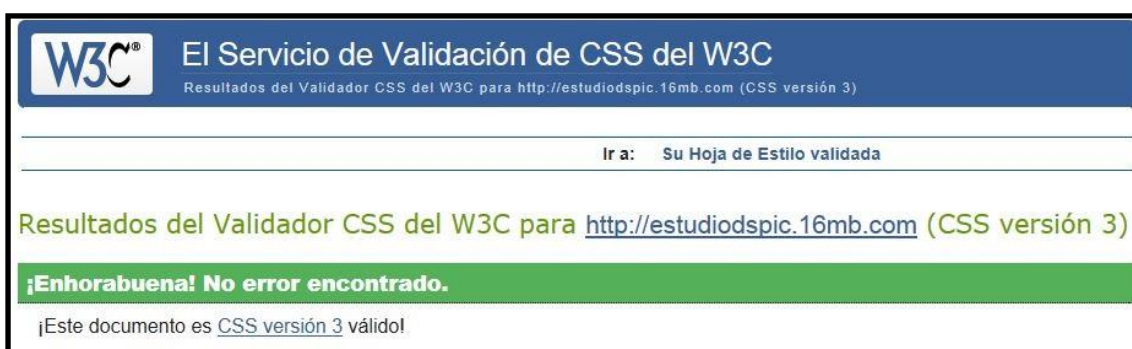 W3C®
El Servicio de Validación de CSS del W3C
Resultados del Validador CSS del W3C para http://estudiodspic.16mb.com (CSS versión 3)
Ir a: Su Hoja de Estilo validada
Resultados del Validador CSS del W3C para http://estudiodspic.16mb.com (CSS versión 3)
¡Enhorabuena! No error encontrado.
¡Este documento es CSS versión 3 válido!